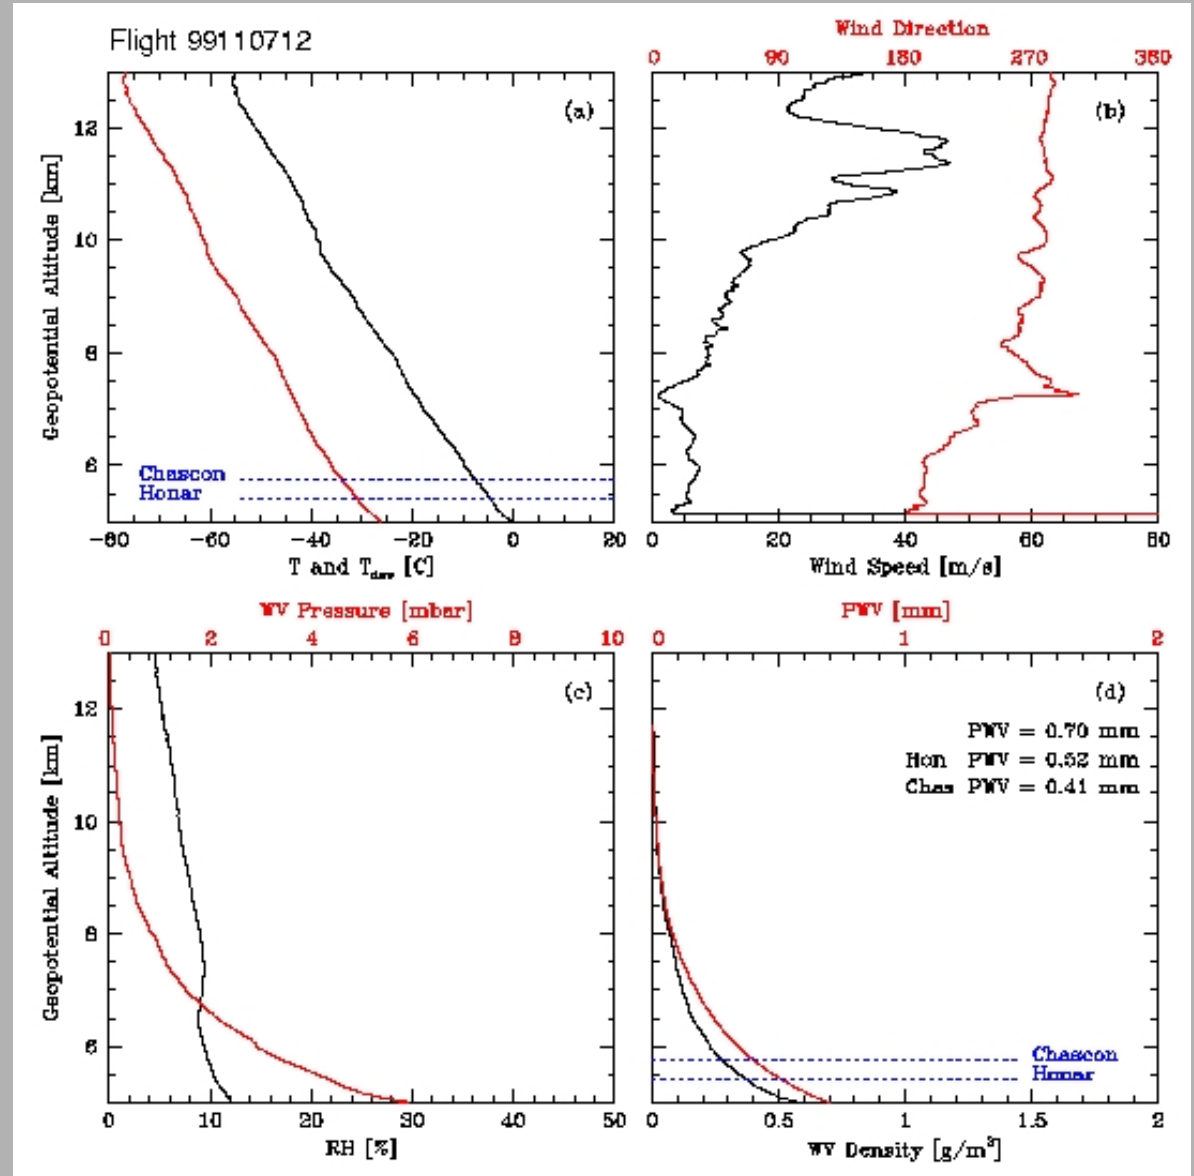 Flight 99110712
Wind Direction
0 90 180 270 360
(a)
(b)
12
10
8
6
Geopotential Altitude [km]
Chascon
Honar
-80 -60 -40 -20 0 20
T and Tdew [C]
0 20 40 60 80
Wind Speed [m/s]
WV Pressure [mbar]
0 2 4 6 8 10
PWV [mm]
0 1 2
(c)
(d)
12
10
8
6
Geopotential Altitude [km]
PWV = 0.70 mm
Hon PWV = 0.52 mm
Chas PWV = 0.41 mm
Chascon
Honar
0 10 20 30 40 50
RH [%]
0 0.5 1 1.5 2
WV Density [g/m³]